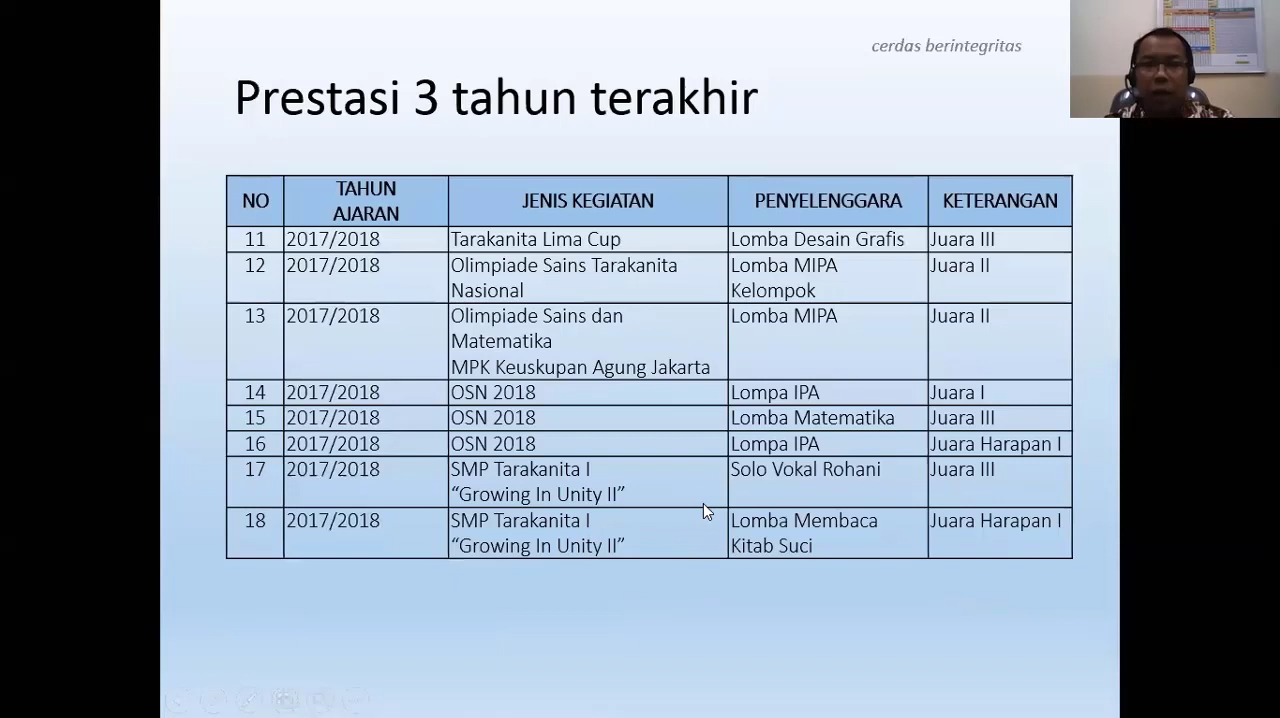 cerdas berintegritas
Prestasi 3 tahun terakhir
NO TAHUN AJARAN JENIS KEGIATAN PENYELENGGARA KETERANGAN
11 2017/2018 Tarakanita Lima Cup Lomba Desain Grafis Juara III
12 2017/2018 Olimpiade Sains Tarakanita Lomba MIPA Juara II
Nasional Kelompok
13 2017/2018 Olimpiade Sains dan Lomba MIPA Juara II
Matematika
MPK Keuskupan Agung Jakarta
14 2017/2018 OSN 2018 Lompa IPA Juara I
15 2017/2018 OSN 2018 Lomba Matematika Juara III
16 2017/2018 OSN 2018 Lompa IPA Juara Harapan I
17 2017/2018 SMP Tarakanita I Solo Vokal Rohani Juara III
“Growing In Unity II”
18 2017/2018 SMP Tarakanita I Lomba Membaca Juara Harapan I
“Growing In Unity II” Kitab Suci